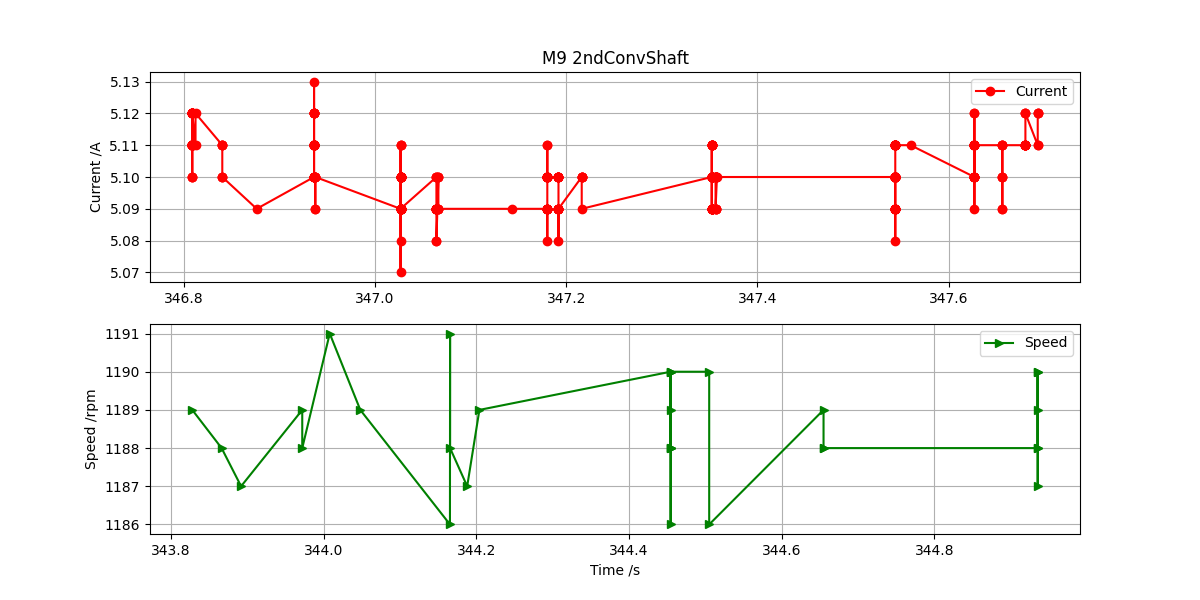 M9 2ndConvShaft
5.13
5.12
5.11
5.10
5.09
5.08
5.07
Current /A
Current
346.8 347.0 347.2 347.4 347.6
1191
1190
1189
1188
1187
1186
Speed /rpm
Speed
343.8 344.0 344.2 344.4 344.6 344.8
Time /s